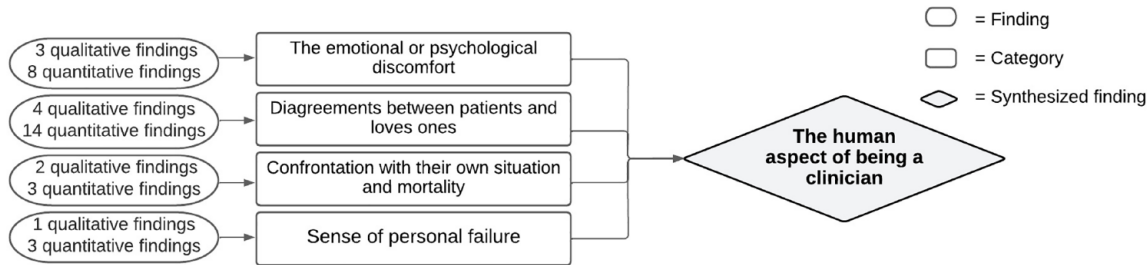 3 qualitative findings
8 quantitative findings
The emotional or psychological
discomfort
4 qualitative findings
14 quantitative findings
Diagreements between patients and
loves ones
2 qualitative findings
3 quantitative findings
Confrontation with their own situation
and mortality
1 qualitative findings
3 quantitative findings
Sense of personal failure
The human
aspect of being a
clinician
= Finding
= Category
= Synthesized finding